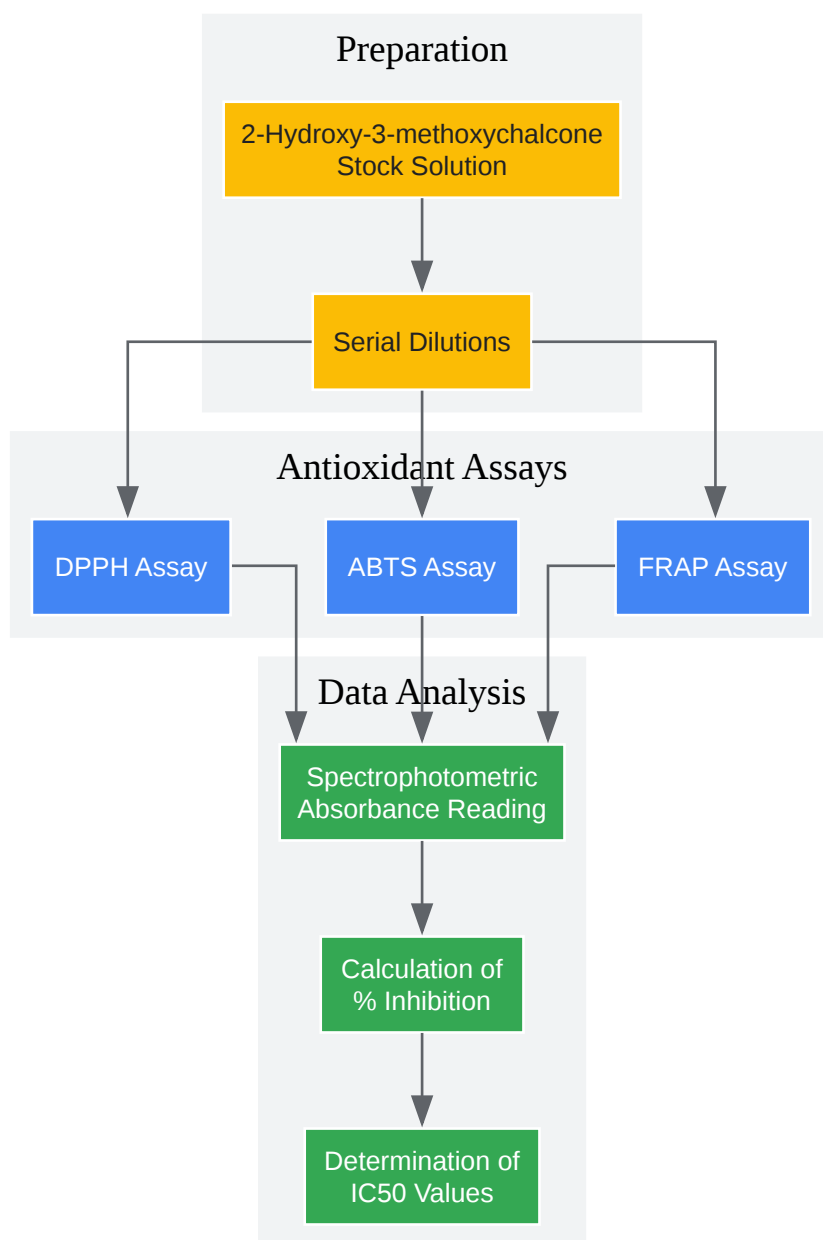 Preparation
2-Hydroxy-3-methoxychalcone
Stock Solution
Serial Dilutions
Antioxidant Assays
DPPH Assay
ABTS Assay
FRAP Assay
Data Analysis
Spectrophotometric
Absorbance Reading
Calculation of
% Inhibition
Determination of
IC50 Values